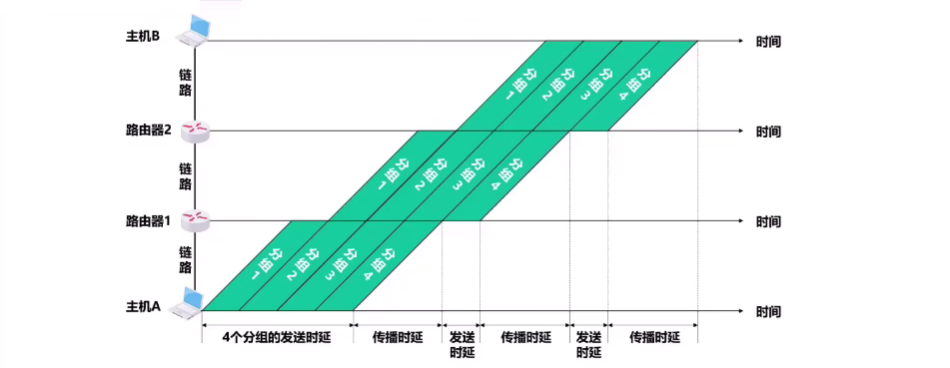 主机B
时间
链路
分组1
分组2
分组3
分组4
路由器2
时间
链路
分组1
分组2
分组3
分组4
路由器1
时间
链路
分组1
分组2
分组3
分组4
主机A
时间
4个分组的发送时延
传播时延
发送
时延
传播时延
发送
时延
传播时延